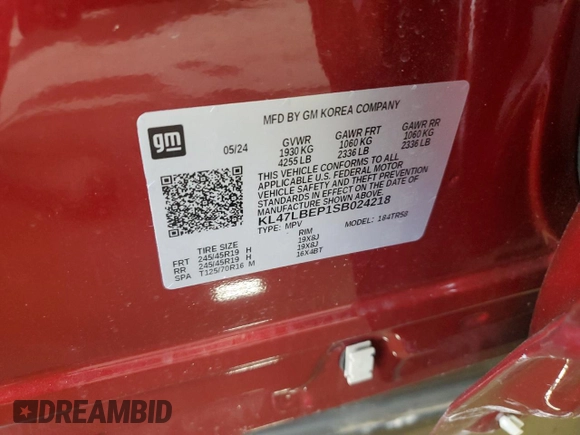 MFD BY GM KOREA COMPANY
gm
05/24
GVWR GAWR FRT GAWR RR
1930 KG 1060 KG 1060 KG
4255 LB 2336 LB 2336 LB
THIS VEHICLE CONFORMS TO ALL
APPLICABLE U.S. FEDERAL MOTOR
VEHICLE SAFETY AND THEFT PREVENTION
STANDARDS IN EFFECT ON THE DATE OF
MANUFACTURE SHOWN ABOVE.
KL47LBEP1SB024218
TYPE: MPV MODEL: 184TR58
TIRE SIZE RIM
FRT 245/45R19 H 19X8J
RR 245/45R19 H 19X8J
SPA T125/70R16 M 16X4BT
DREAMBID